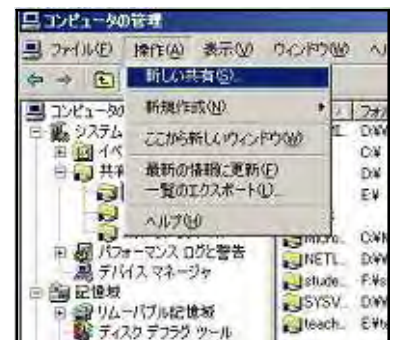 コンピュータの管理
ファイル(F) 操作(A) 表示(V) ウィンドウ(W) ヘル
新しい共有(S)...
新規作成(N)
ここから新しいウィンドウ(W)
最新の情報に更新(F)
一覧のエクスポート(L)...
ヘルプ(H)
コンピュータの
システム
イベ
共有
パフォーマンス ログと警告
デバイス マネージャ
記憶域
リムーバブル記憶域
ディスク デフラグ ツール
D:¥
C¥
D¥
E¥
micro... C:¥
NETL... D:¥
stude... F:¥s
SYSV... D:¥
teach... E:¥t